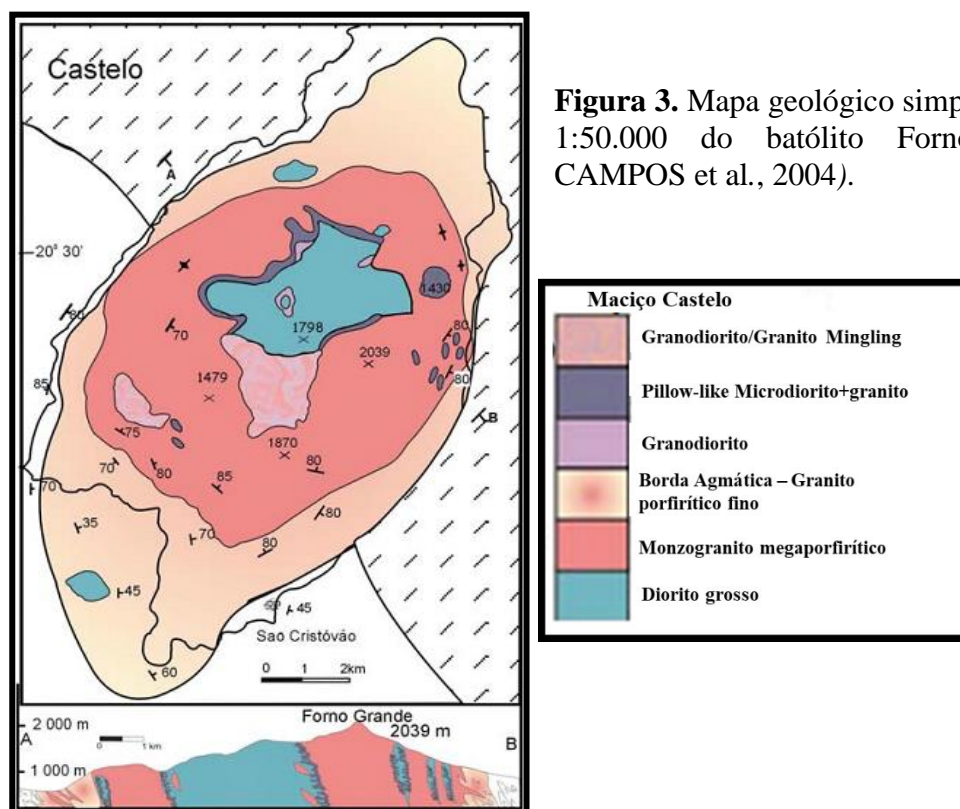 Castelo
A
20° 30'
1430
80
70
1798
80
2039
85
1479
80
B
75
1870
70
80
85
80
70
35
80
70
80
45
45
São Cristóvão
60
0 1 2km
Forno Grande
2039 m
2 000 m
A
B
0 1 km
1 000 m
Figura 3. Mapa geológico simp
1:50.000 do batólito Forno
CAMPOS et al., 2004).
Maciço Castelo
Granodiorito/Granito Mingling
Pillow-like Microdiorito+granito
Granodiorito
Borda Agmática – Granito
porfirítico fino
Monzogranito megaporfirítico
Diorito grosso